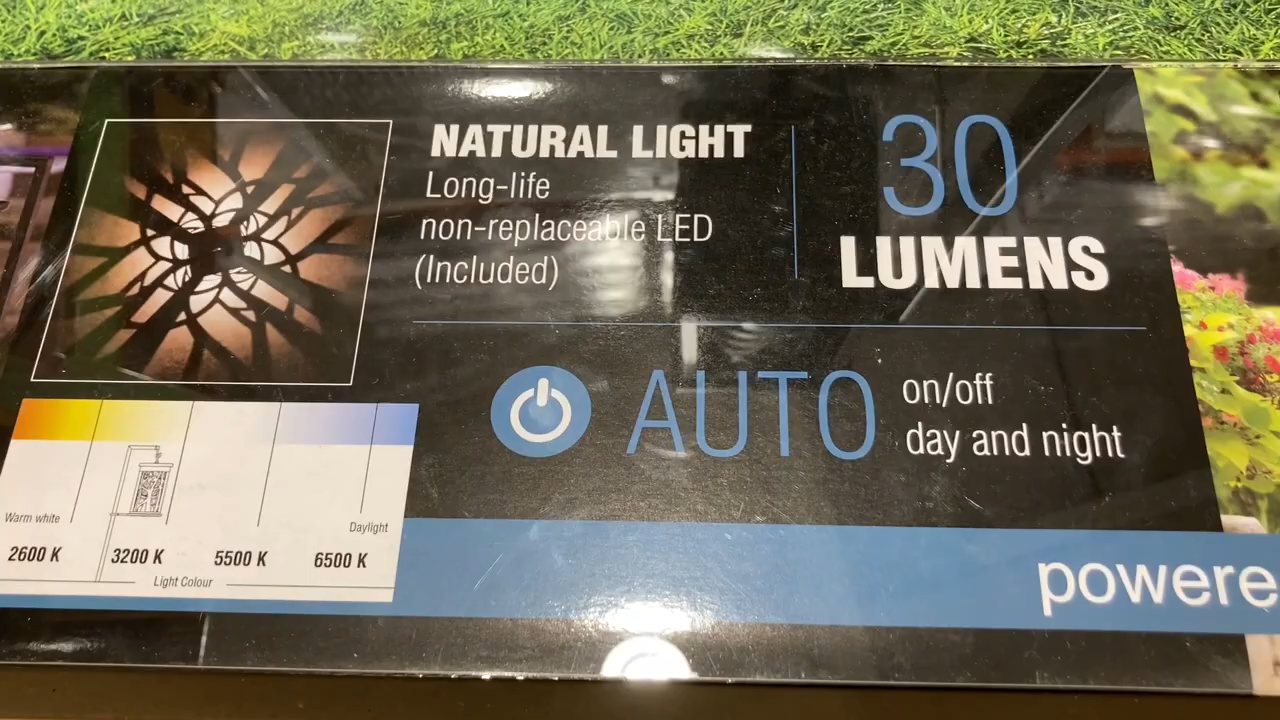 NATURAL LIGHT
Long-life
non-replaceable LED
(Included)
30
LUMENS
AUTO
on/off
day and night
Warm white
Daylight
2600 K 3200 K 5500 K 6500 K
Light Colour
powere